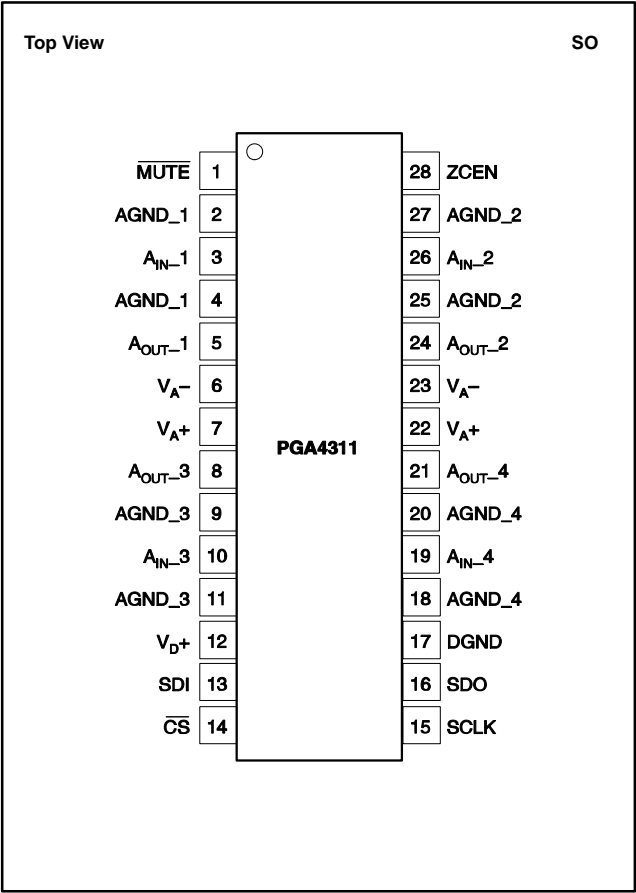 Top View SO
MUTE 1 28 ZCEN
AGND_1 2 27 AGND_2
AIN_1 3 26 AIN_2
AGND_1 4 25 AGND_2
AOUT_1 5 24 AOUT_2
VA– 6 23 VA–
VA+ 7 22 VA+
PGA4311
AOUT_3 8 21 AOUT_4
AGND_3 9 20 AGND_4
AIN_3 10 19 AIN_4
AGND_3 11 18 AGND_4
VD+ 12 17 DGND
SDI 13 16 SDO
CS 14 15 SCLK